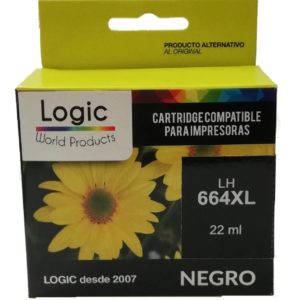 PRODUCTO ALTERNATIVO
AL ORIGINAL
Logic
World Products
CARTRIDGE COMPATIBLE
PARA IMPRESORAS
LH
664XL
22 ml
LOGIC desde 2007
NEGRO